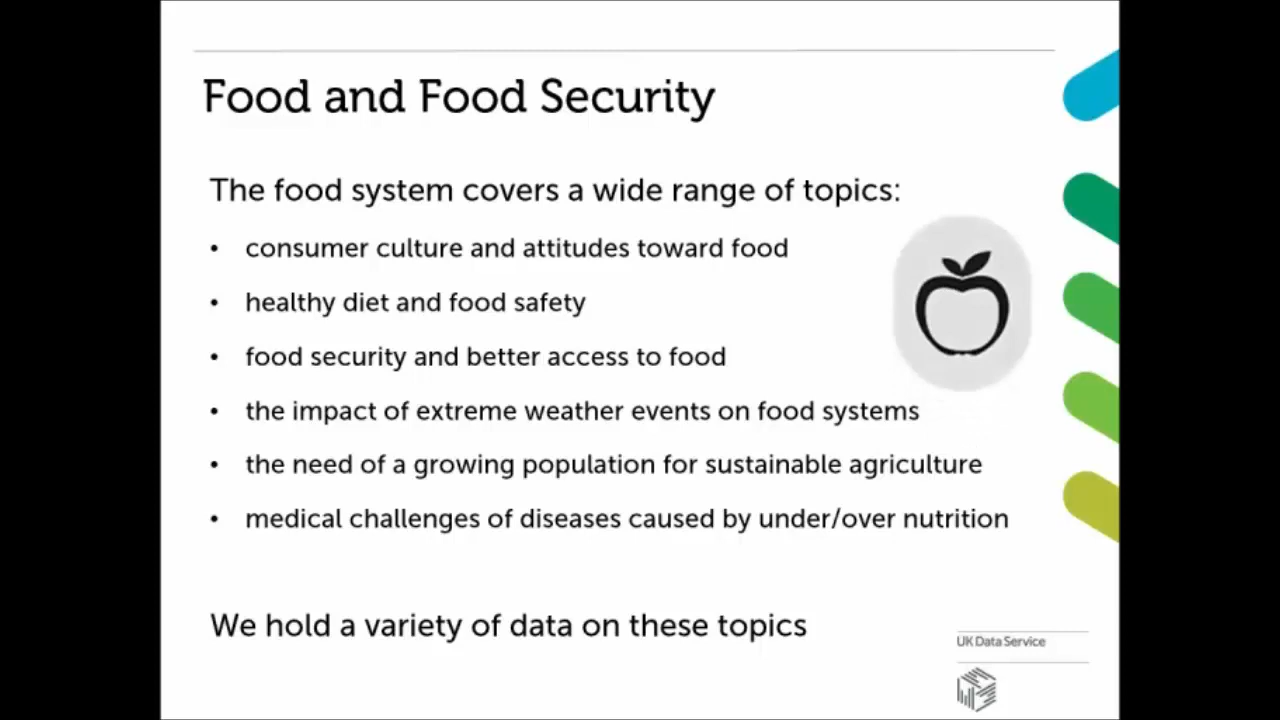 Food and Food Security
The food system covers a wide range of topics:
• consumer culture and attitudes toward food
• healthy diet and food safety
• food security and better access to food
• the impact of extreme weather events on food systems
• the need of a growing population for sustainable agriculture
• medical challenges of diseases caused by under/over nutrition
We hold a variety of data on these topics
UK Data Service